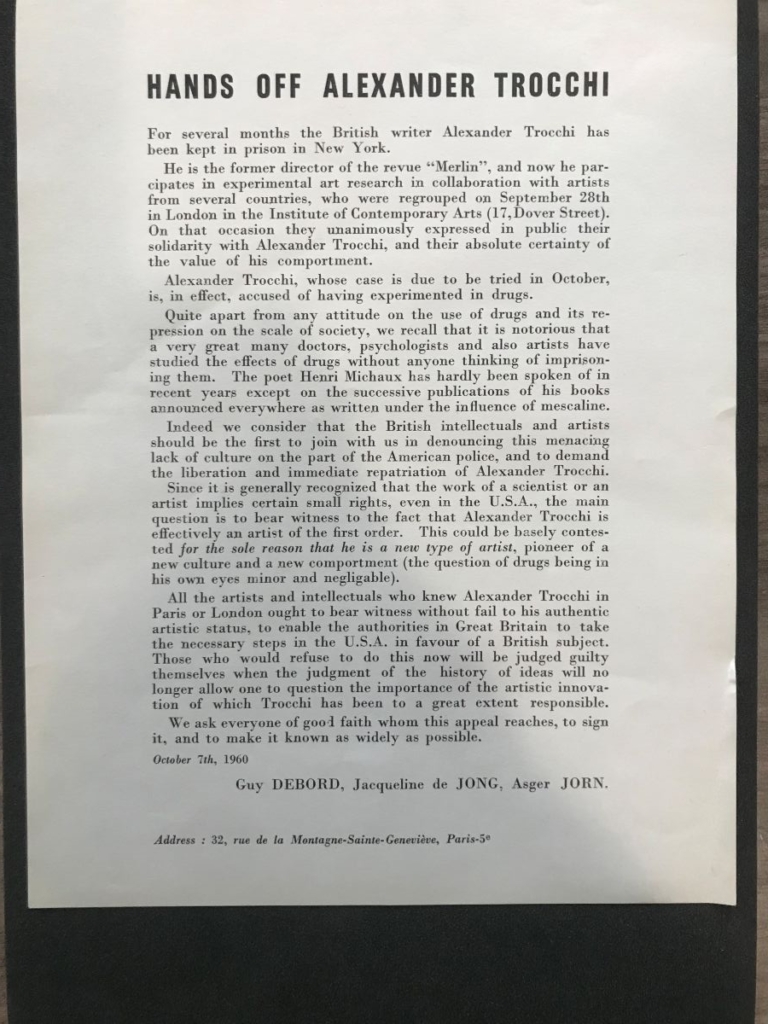 HANDS OFF ALEXANDER TROCCHI
For several months the British writer Alexander Trocchi has
been kept in prison in New York.
He is the former director of the revue “Merlin”, and now he par-
cipates in experimental art research in collaboration with artists
from several countries, who were regrouped on September 28th
in London in the Institute of Contemporary Arts (17, Dover Street).
On that occasion they unanimously expressed in public their
solidarity with Alexander Trocchi, and their absolute certainty of
the value of his comportment.
Alexander Trocchi, whose case is due to be tried in October,
is, in effect, accused of having experimented in drugs.
Quite apart from any attitude on the use of drugs and its re-
pression on the scale of society, we recall that it is notorious that
a very great many doctors, psychologists and also artists have
studied the effects of drugs without anyone thinking of imprison-
ing them. The poet Henri Michaux has hardly been spoken of in
recent years except on the successive publications of his books
announced everywhere as written under the influence of mescaline.
Indeed we consider that the British intellectuals and artists
should be the first to join with us in denouncing this menacing
lack of culture on the part of the American police, and to demand
the liberation and immediate repatriation of Alexander Trocchi.
Since it is generally recognized that the work of a scientist or an
artist implies certain small rights, even in the U.S.A., the main
question is to bear witness to the fact that Alexander Trocchi is
effectively an artist of the first order. This could be basely contes-
ted for the sole reason that he is a new type of artist, pioneer of a
new culture and a new comportment (the question of drugs being in
his own eyes minor and negligable).
All the artists and intellectuals who knew Alexander Trocchi in
Paris or London ought to bear witness without fail to his authentic
artistic status, to enable the authorities in Great Britain to take
the necessary steps in the U.S.A. in favour of a British subject.
Those who would refuse to do this now will be judged guilty
themselves when the judgment of the history of ideas will no
longer allow one to question the importance of the artistic innova-
tion of which Trocchi has been to a great extent responsible.
We ask everyone of good faith whom this appeal reaches, to sign
it, and to make it known as widely as possible.
October 7th, 1960
Guy DEBORD, Jacqueline de JONG, Asger JORN.
Address : 32, rue de la Montagne-Sainte-Geneviève, Paris-5e